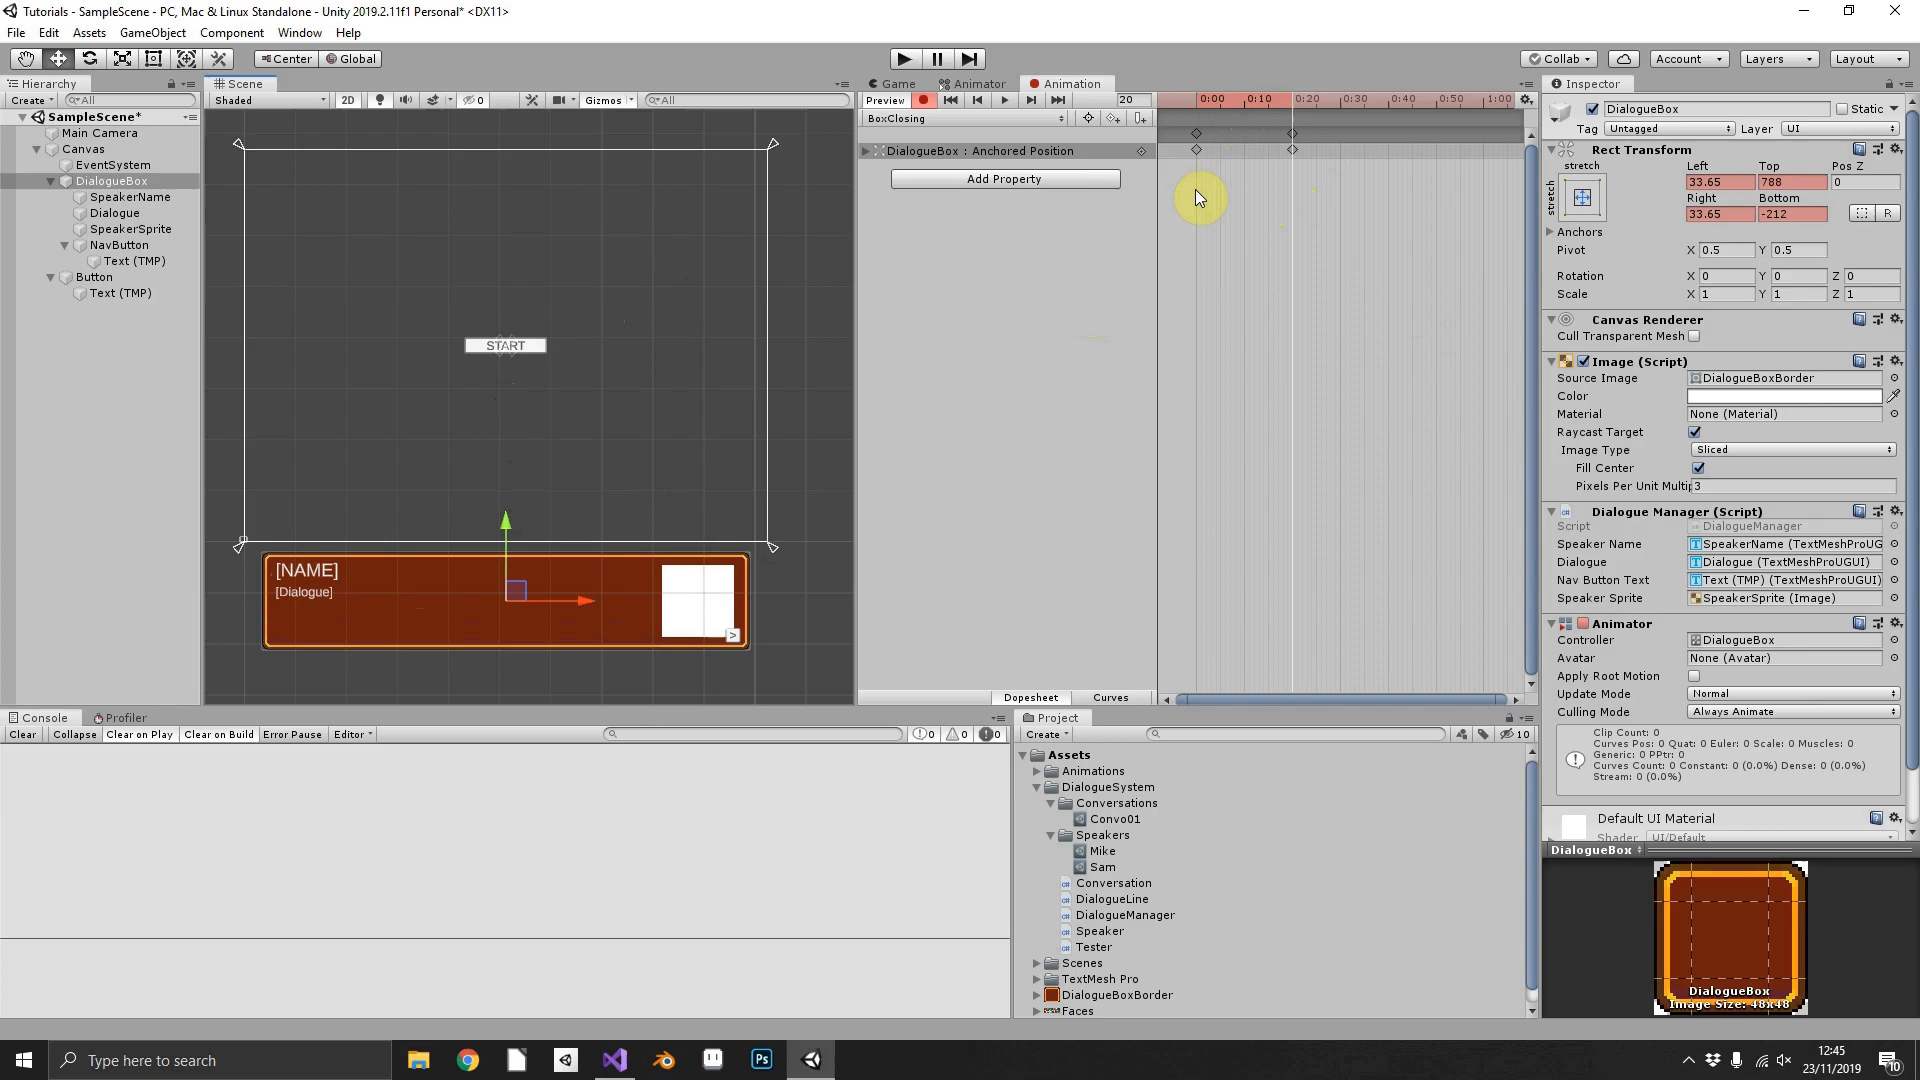 Tutorials - SampleScene - PC, Mac & Linux Standalone - Unity 2019.2.11f1 Personal* <DX11>
File Edit Assets GameObject Component Window Help
Center Global
Collab Account Layers Layout
Hierarchy
Create All
SampleScene*
Main Camera
Canvas
EventSystem
DialogueBox
SpeakerName
Dialogue
SpeakerSprite
NavButton
Text (TMP)
Button
Text (TMP)
Scene
Shaded 2D 0 Gizmos All
START
[NAME]
[Dialogue]
>
Game Animator Animation
Preview 20 0:00 0:10 0:20 0:30 0:40 0:50 1:00
BoxClosing
DialogueBox : Anchored Position
Add Property
Dopesheet Curves
Inspector
DialogueBox Static
Tag Untagged Layer UI
Rect Transform
stretch Left Top Pos Z
stretch 33.65 788 0
Right Bottom
33.65 -212 R
Anchors
Pivot X 0.5 Y 0.5
Rotation X 0 Y 0 Z 0
Scale X 1 Y 1 Z 1
Canvas Renderer
Cull Transparent Mesh
Image (Script)
Source Image DialogueBoxBorder
Color
Material None (Material)
Raycast Target
Image Type Sliced
Fill Center
Pixels Per Unit Multip 3
Dialogue Manager (Script)
Script DialogueManager
Speaker Name SpeakerName (TextMeshProUG
Dialogue Dialogue (TextMeshProUGUI)
Nav Button Text Text (TMP) (TextMeshProUGUI)
Speaker Sprite SpeakerSprite (Image)
Animator
Controller DialogueBox
Avatar None (Avatar)
Apply Root Motion
Update Mode Normal
Culling Mode Always Animate
Clip Count: 0
Curves Pos: 0 Quat: 0 Euler: 0 Scale: 0 Muscles: 0
Generic: 0 PPtr: 0
Curves Count: 0 Constant: 0 (0.0%) Dense: 0 (0.0%)
Stream: 0 (0.0%)
Default UI Material
Shader UI/Default
DialogueBox
DialogueBox
Image Size: 48x48
Console Profiler
Clear Collapse Clear on Play Clear on Build Error Pause Editor 0 0 0
Project
Create 10
Assets
Animations
DialogueSystem
Conversations
Convo01
Speakers
Mike
Sam
Conversation
DialogueLine
DialogueManager
Speaker
Tester
Scenes
TextMesh Pro
DialogueBoxBorder
Faces
Type here to search
Ps
12:45
23/11/2019
10